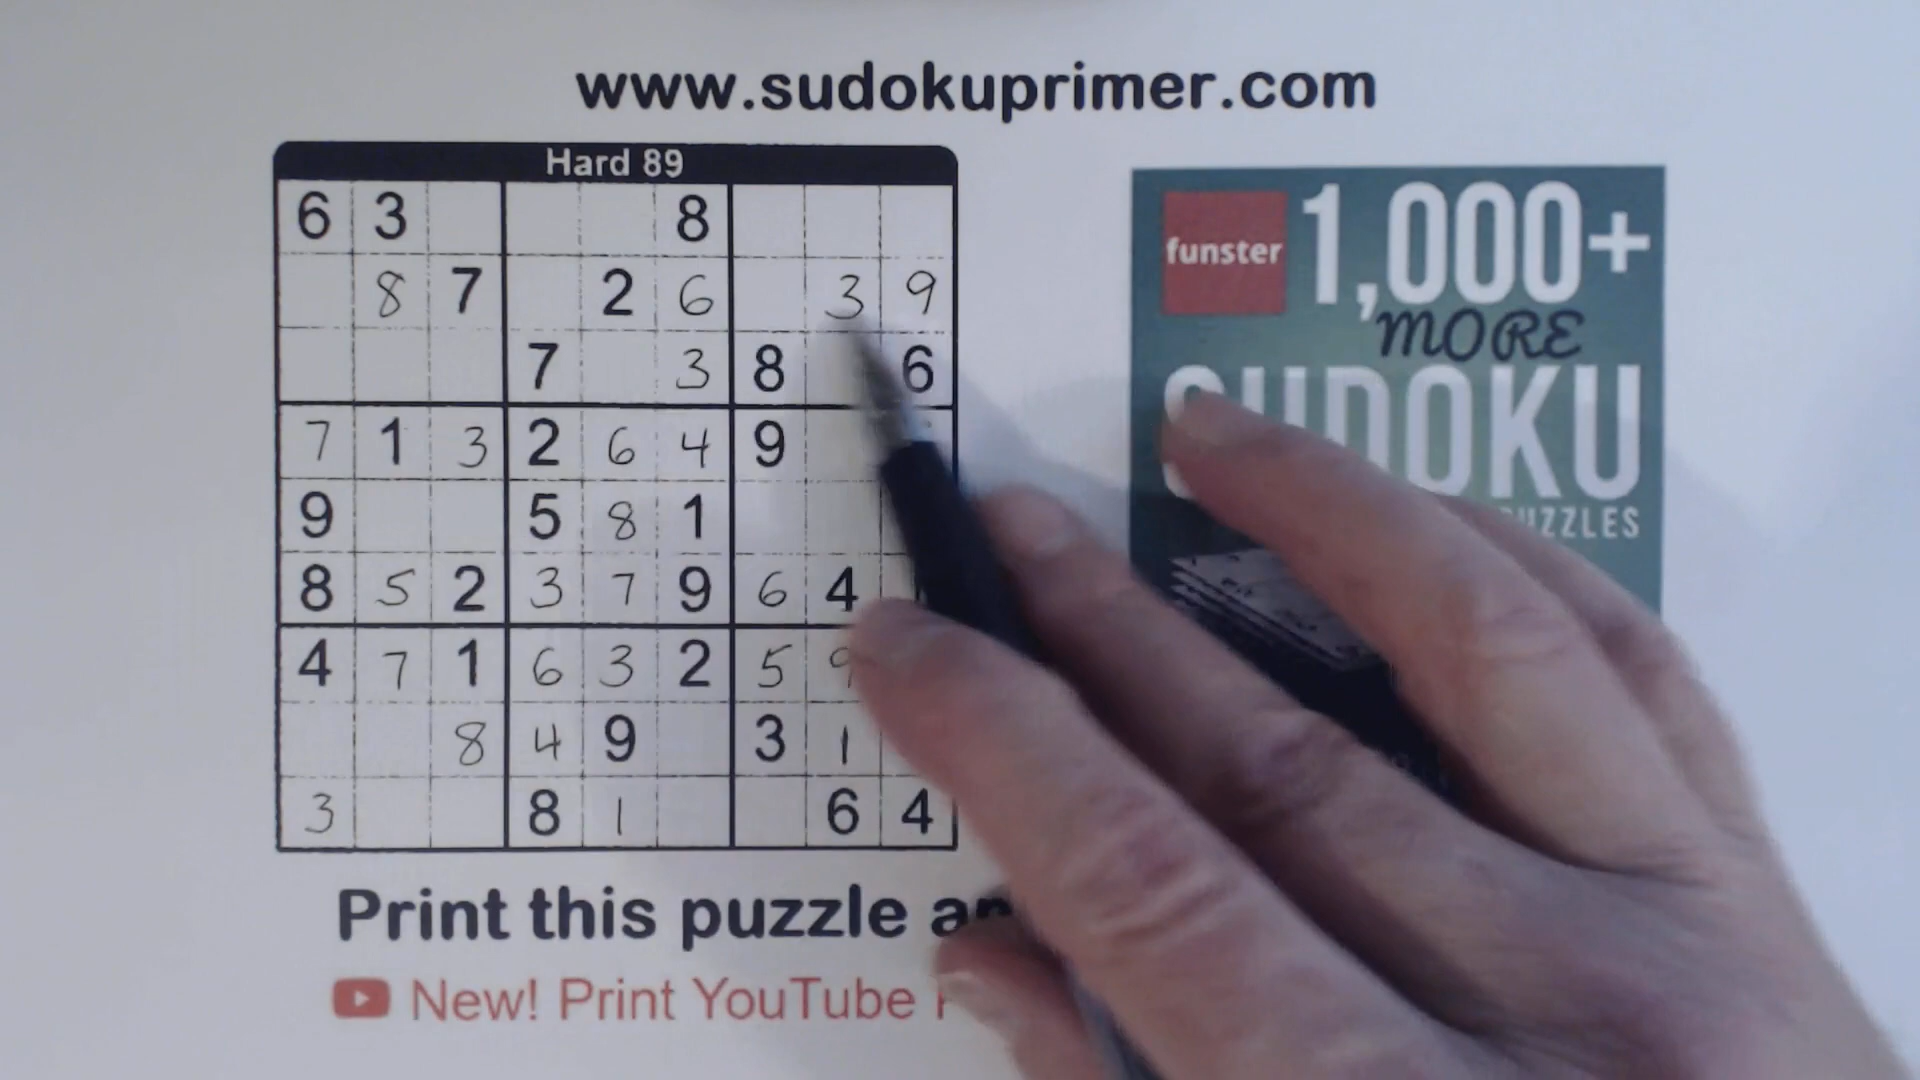 www.sudokuprimer.com
Hard 89
6 3 8
8 7 2 6 3 9
7 3 8 6
7 1 3 2 6 4 9
9 5 8 1
8 5 2 3 7 9 6 4
4 7 1 6 3 2 5 9
8 4 9 3 1
3 8 1 6 4
funster
1,000+
MORE
SUDOKU
Print this puzzle
New! Print YouTube